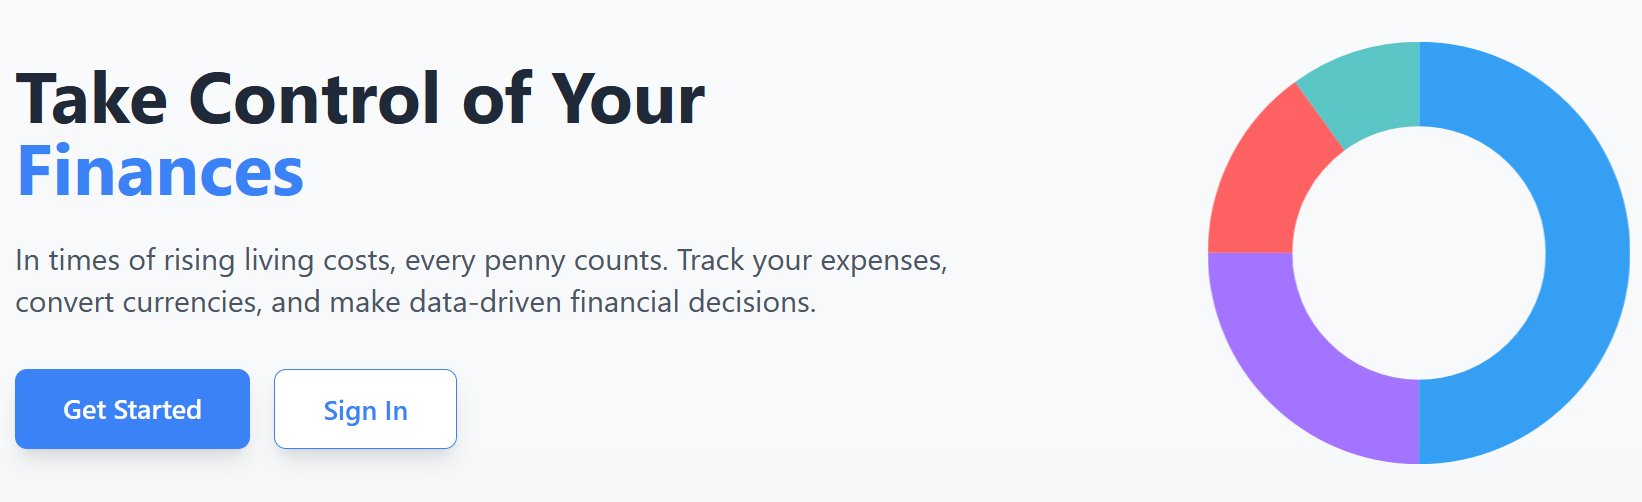 Take Control of Your
Finances
In times of rising living costs, every penny counts. Track your expenses,
convert currencies, and make data-driven financial decisions.
Get Started
Sign In